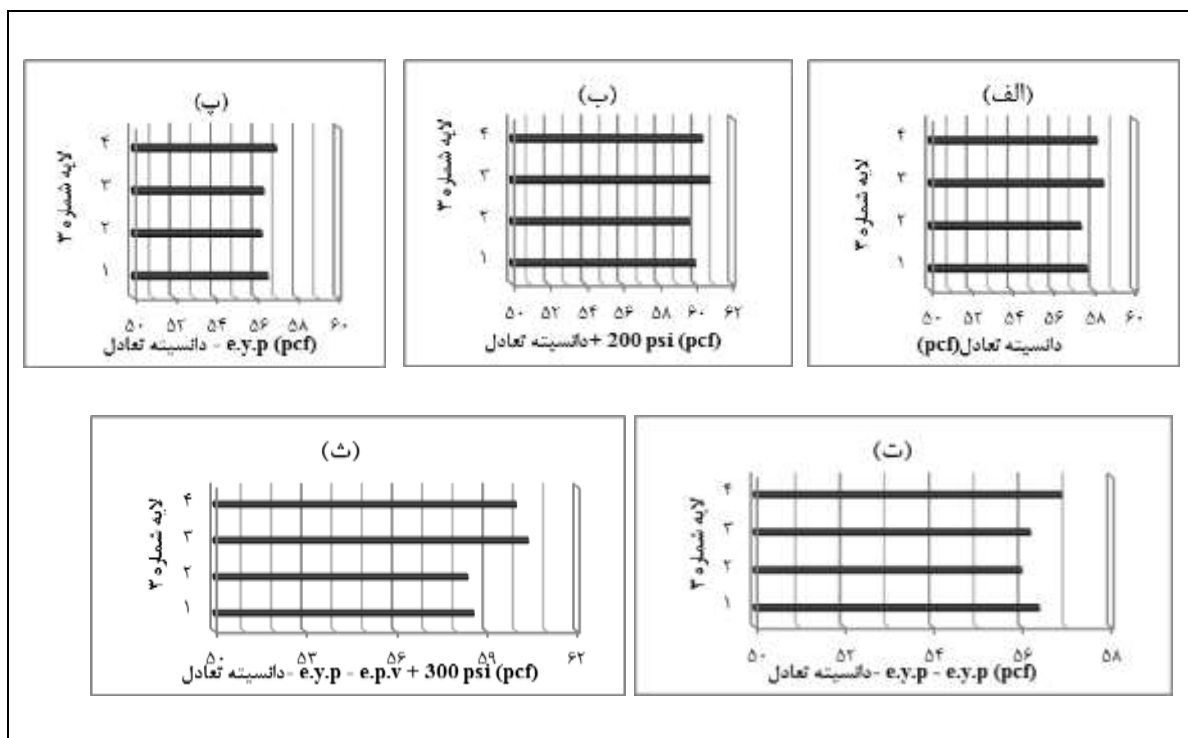 (الف)
لایه شماره ۳
۴
۳
۲
۱
۵۰ ۵۲ ۵۴ ۵۶ ۵۸ ۶۰
دانسیته تعادل(pcf)
(ب)
لایه شماره ۳
۴
۳
۲
۱
۵۰ ۵۲ ۵۴ ۵۶ ۵۸ ۶۰ ۶۲
دانسیته تعادل+ 200 psi (pcf)
(پ)
لایه شماره ۳
۴
۳
۲
۱
۵۰ ۵۲ ۵۴ ۵۶ ۵۸ ۶۰
دانسیته تعادل - e.y.p (pcf)
(ت)
لایه شماره ۳
۴
۳
۲
۱
۵۰ ۵۲ ۵۴ ۵۶ ۵۸
دانسیته تعادل- e.y.p - e.y.p (pcf)
(ث)
لایه شماره ۳
۴
۳
۲
۱
۵۰ ۵۳ ۵۶ ۵۹ ۶۲
دانسیته تعادل- e.y.p - e.p.v + 300 psi (pcf)